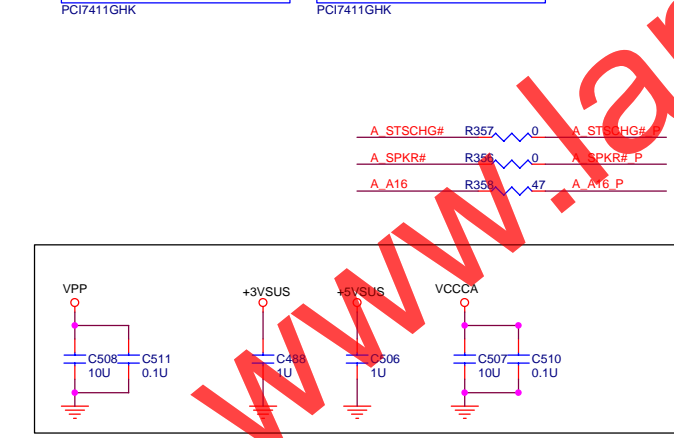 PCI7411GHK PCI7411GHK
A_STSCHG# R357 0 A_STSCHG#_P
A_SPKR# R356 0 A_SPKR#_P
A_A16 R358 47 A_A16_P
VPP +3VSUS +5VSUS VCCCA
C508 C511 C488 C506 C507 C510
10U 0.1U 1U 1U 10U 0.1U
www.la